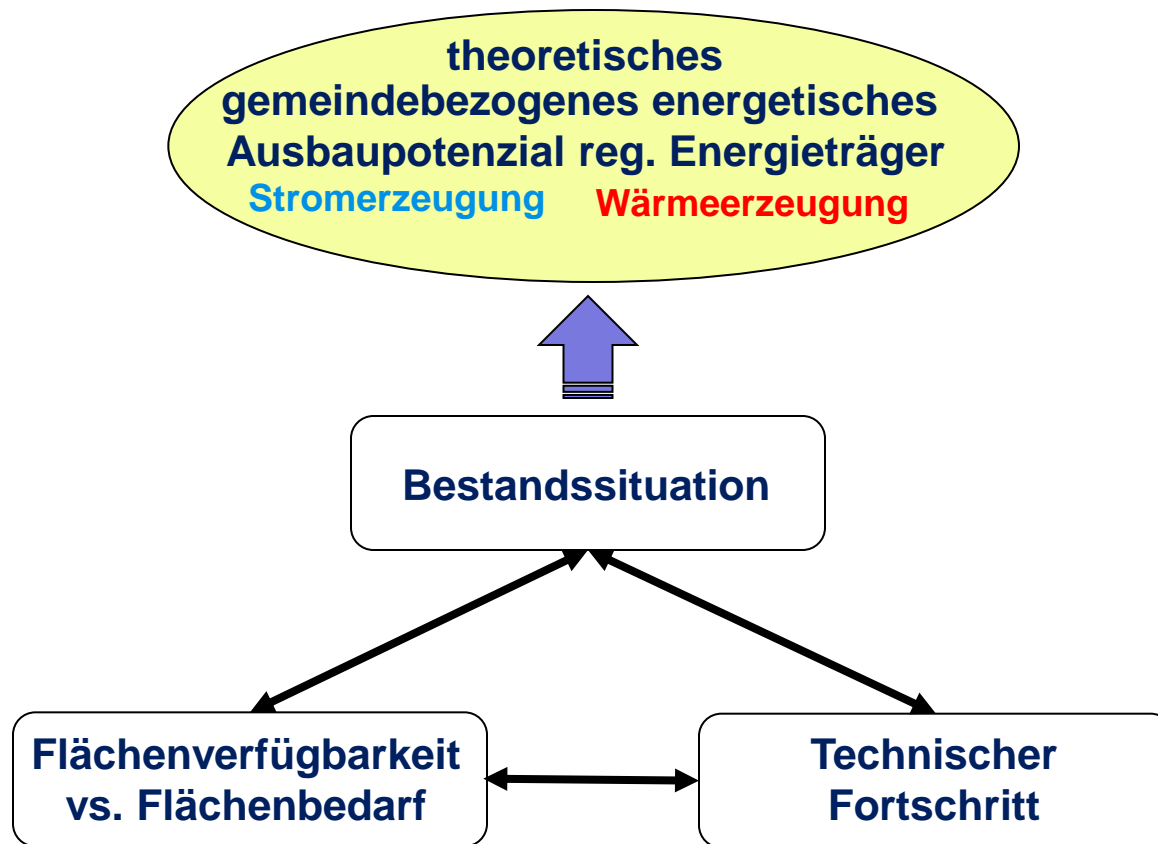 theoretisches
gemeindebezogenes energetisches
Ausbaupotenzial reg. Energieträger
Stromerzeugung Wärmeerzeugung
Bestandssituation
Flächenverfügbarkeit
vs. Flächenbedarf
Technischer
Fortschritt